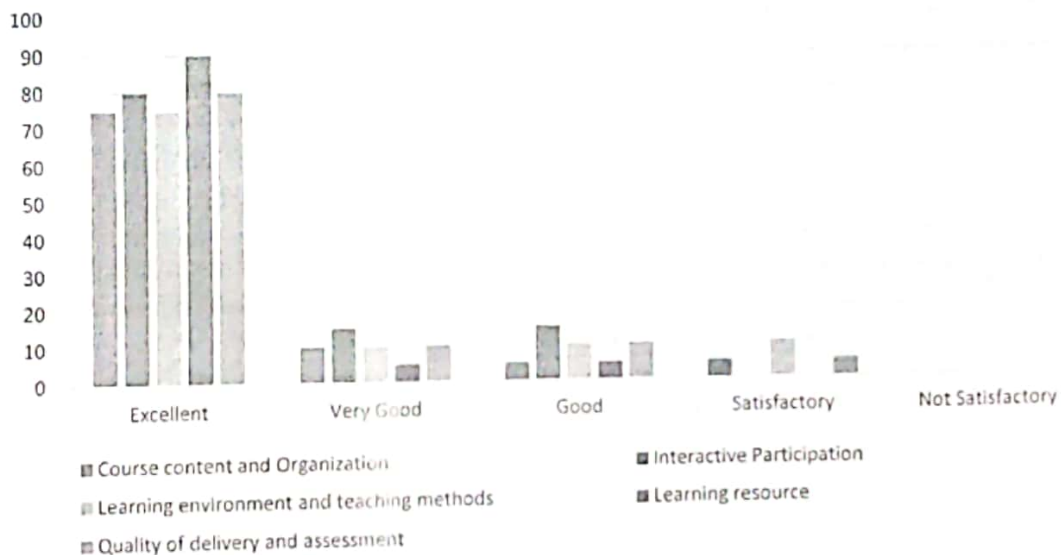 100
90
80
70
60
50
40
30
20
10
0
Excellent Very Good Good Satisfactory Not Satisfactory
Course content and Organization Interactive Participation
Learning environment and teaching methods Learning resource
Quality of delivery and assessment